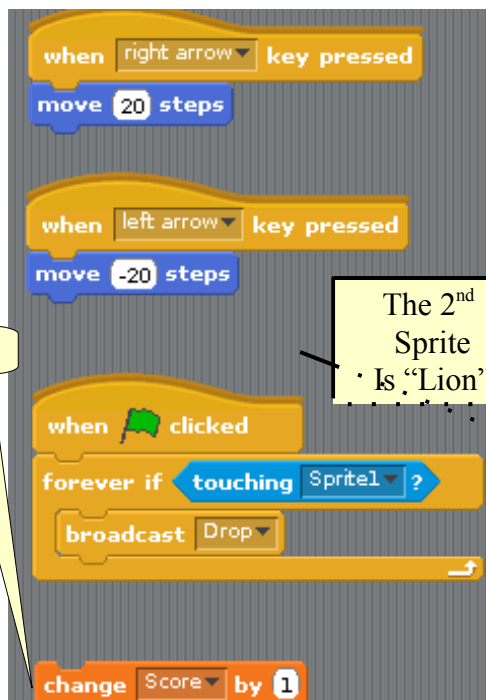 when right arrow key pressed
move 20 steps
when left arrow key pressed
move -20 steps
The 2nd
Sprite
Is “Lion”
when clicked
forever if touching Sprite1 ?
broadcast Drop
change Score by 1